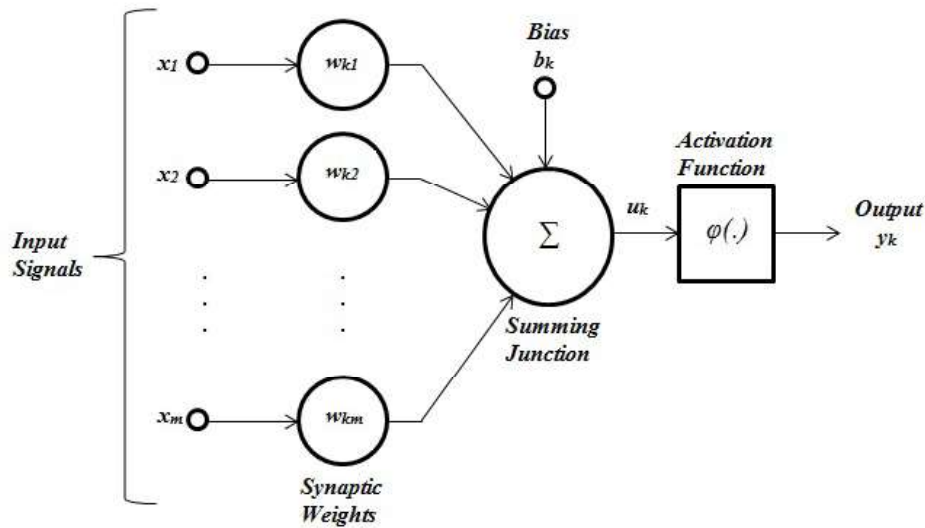 Input
Signals
x1
x2
.
.
.
xm
wk1
wk2
.
.
.
wkm
Synaptic
Weights
Bias
bk
Σ
Summing
Junction
uk
Activation
Function
φ(.)
Output
yk